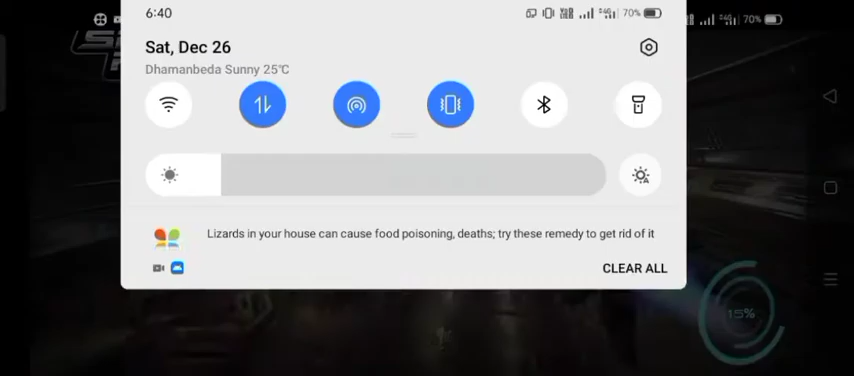 6:40
70%
70%
Sat, Dec 26
Dhamanbeda Sunny 25°C
Lizards in your house can cause food poisoning, deaths; try these remedy to get rid of it
CLEAR ALL
15%